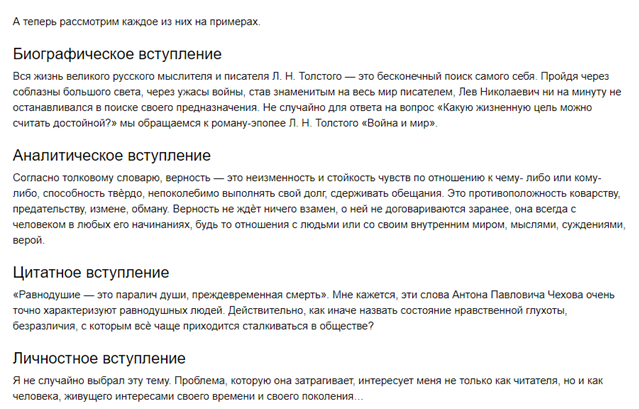 А теперь рассмотрим каждое из них на примерах.
Биографическое вступление
Вся жизнь великого русского мыслителя и писателя Л. Н. Толстого — это бесконечный поиск самого себя. Пройдя через
соблазны большого света, через ужасы войны, став знаменитым на весь мир писателем, Лев Николаевич ни на минуту не
останавливался в поиске своего предназначения. Не случайно для ответа на вопрос «Какую жизненную цель можно
считать достойной?» мы обращаемся к роману-эпопее Л. Н. Толстого «Война и мир».
Аналитическое вступление
Согласно толковому словарю, верность — это неизменность и стойкость чувств по отношению к чему- либо или кому-
либо, способность твёрдо, непоколебимо выполнять свой долг, сдерживать обещания. Это противоположность коварству,
предательству, измене, обману. Верность не ждёт ничего взамен, о ней не договариваются заранее, она всегда с
человеком в любых его начинаниях, будь то отношения с людьми или со своим внутренним миром, мыслями, суждениями,
верой.
Цитатное вступление
«Равнодушие — это паралич души, преждевременная смерть». Мне кажется, эти слова Антона Павловича Чехова очень
точно характеризуют равнодушных людей. Действительно, как иначе назвать состояние нравственной глухоты,
безразличия, с которым всё чаще приходится сталкиваться в обществе?
Личностное вступление
Я не случайно выбрал эту тему. Проблема, которую она затрагивает, интересует меня не только как читателя, но и как
человека, живущего интересами своего времени и своего поколения…